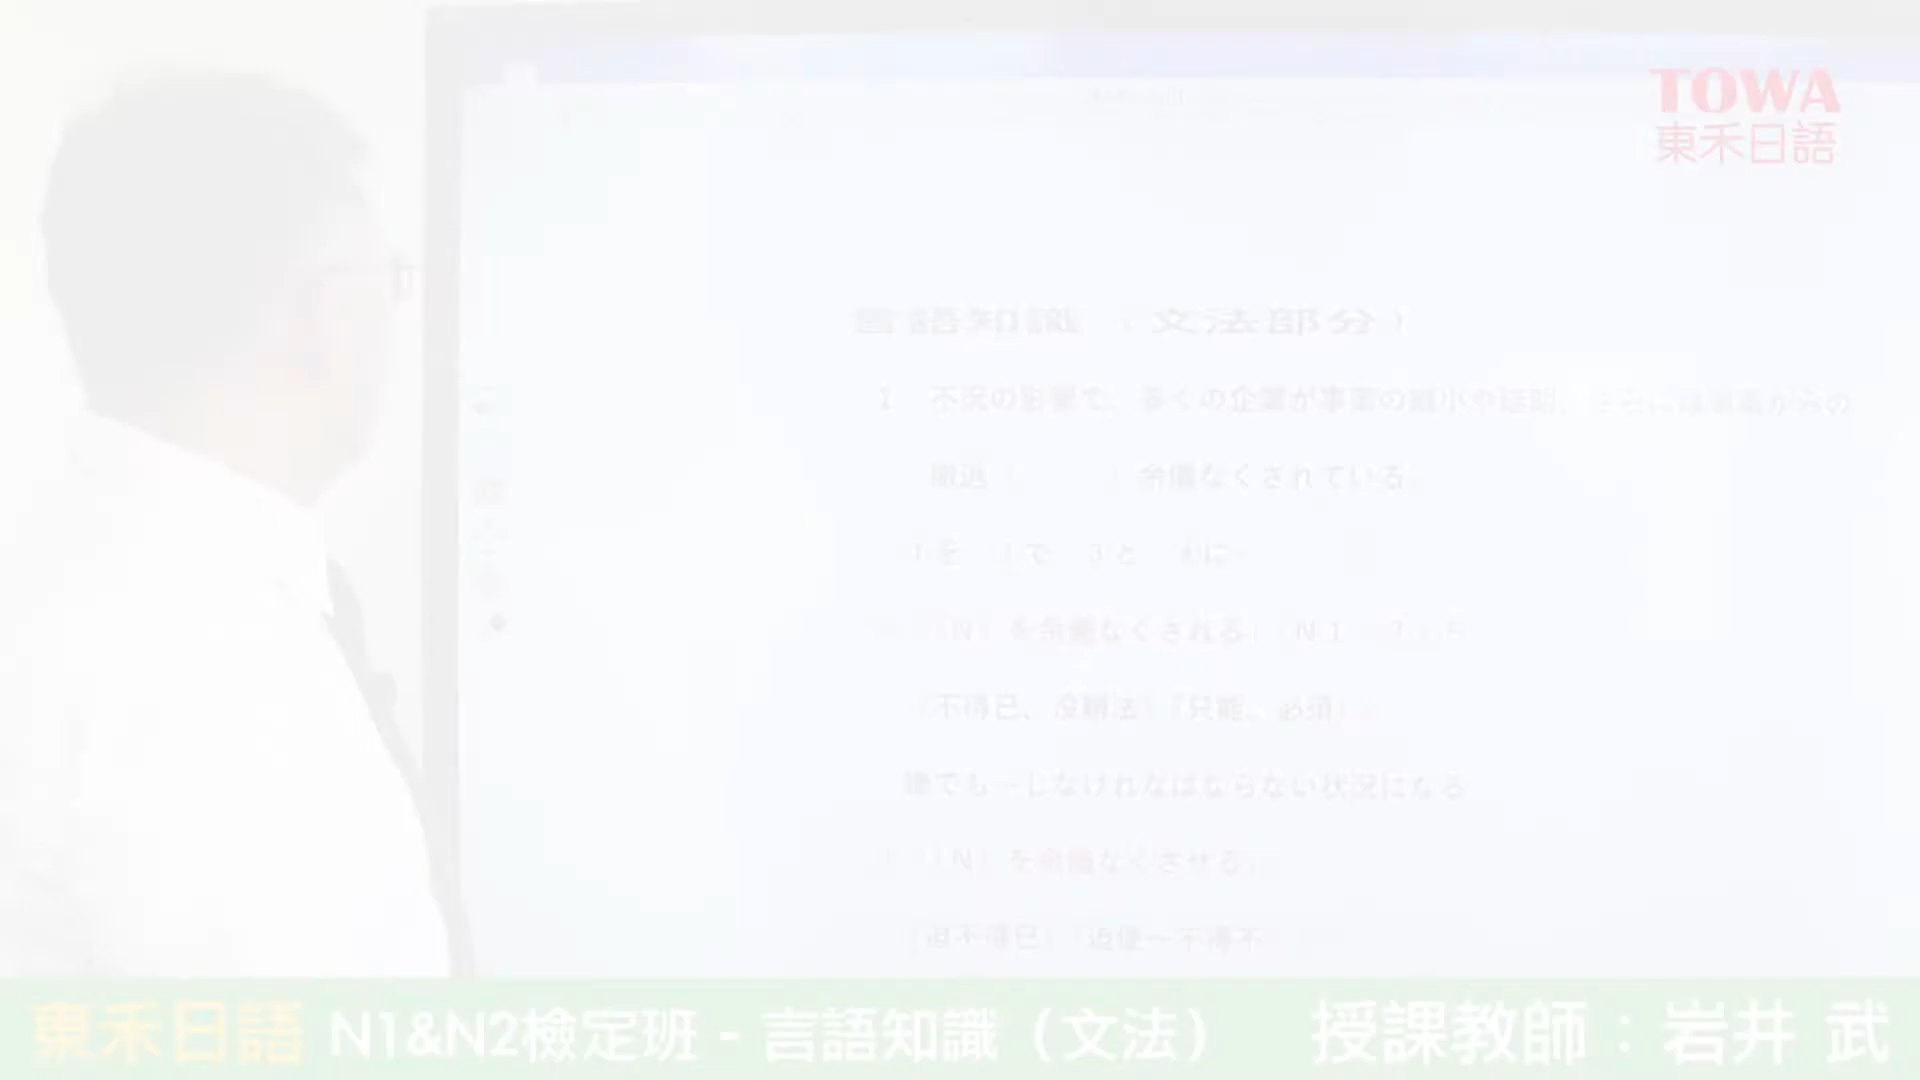 TOWA
東禾日語
言語知識（文法部分）
1 不況の影響で、多くの企業が事業の縮小や延期、さらには事業からの
撤退（　　）余儀なくされている。
1を 2で 3と 4に
（N）を余儀なくされる N1
（不得已、沒辦法）「只能、必須」
誰でも～しなければならない状況になる
（N）を余儀なくさせる
（迫不得已）迫使～不得不
東禾日語 N1&N2檢定班 - 言語知識（文法） 授課教師：岩井 武